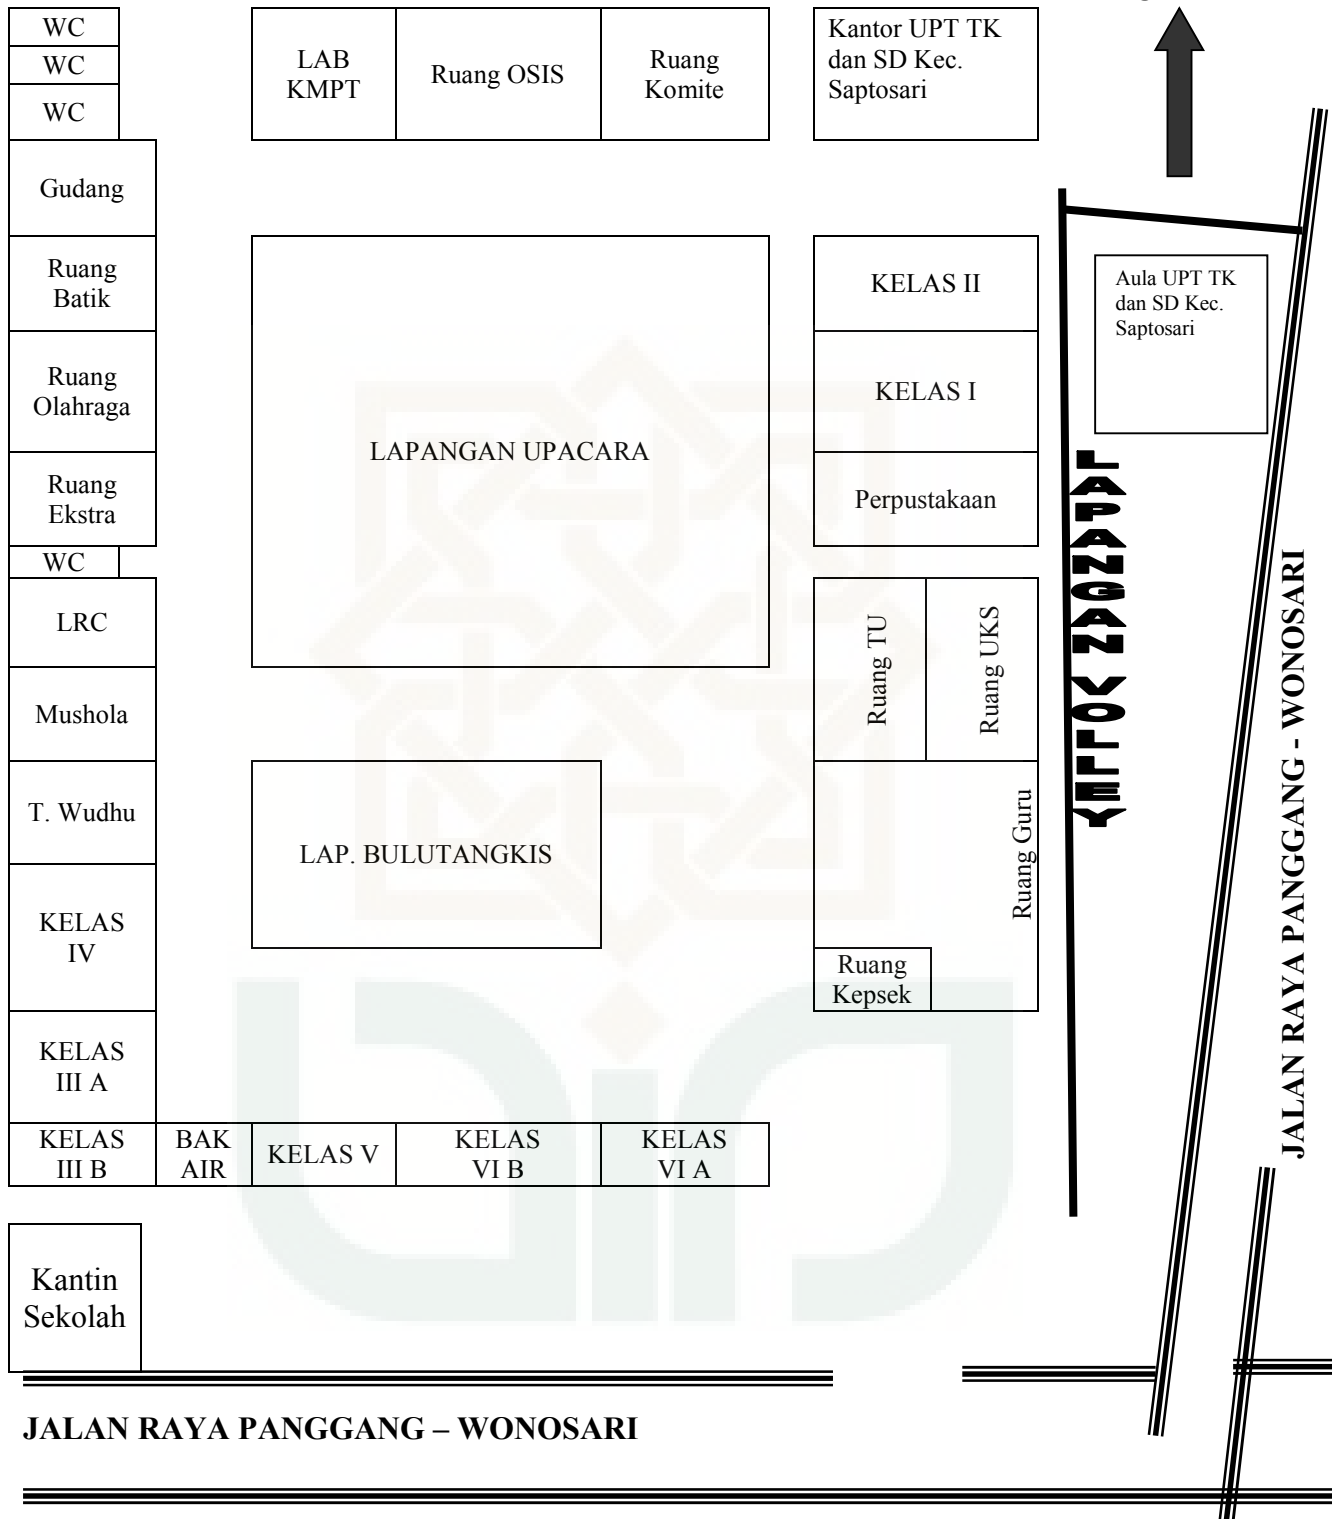 WC
WC
WC
LAB
KMPT
Ruang OSIS
Ruang
Komite
Kantor UPT TK
dan SD Kec.
Saptosari
Gudang
Ruang
Batik
Ruang
Olahraga
Ruang
Ekstra
WC
LRC
Mushola
T. Wudhu
KELAS
IV
KELAS
III A
KELAS
III B
BAK
AIR
KELAS V
KELAS
VI B
KELAS
VI A
LAPANGAN UPACARA
LAP. BULUTANGKIS
KELAS II
KELAS I
Perpustakaan
Ruang TU
Ruang UKS
Ruang Guru
Ruang
Kepsek
Aula UPT TK
dan SD Kec.
Saptosari
LAPANGAN VOLLEY
JALAN RAYA PANGGANG - WONOSARI
Kantin
Sekolah
JALAN RAYA PANGGANG – WONOSARI